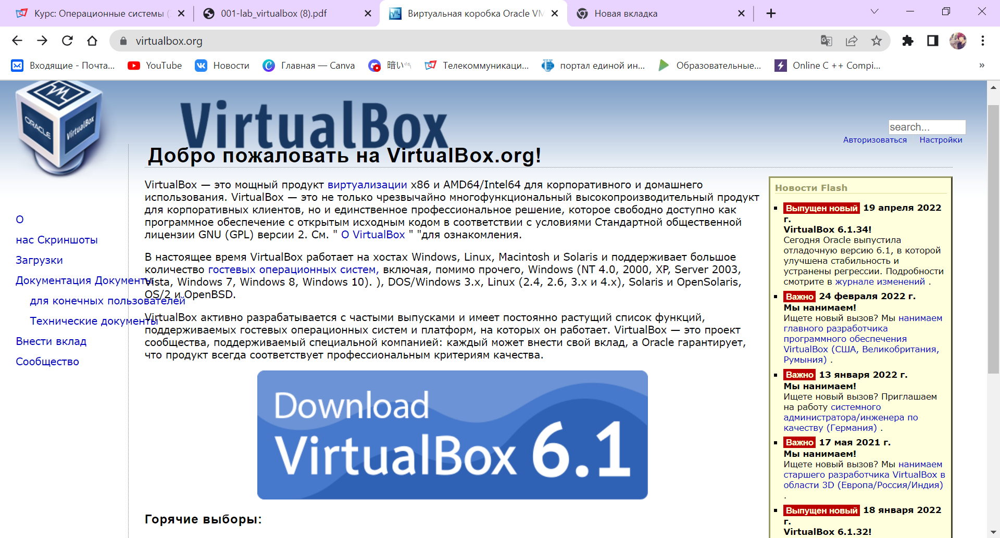 Курс: Операционные системы (
001-lab_virtualbox (8).pdf
Виртуальная коробка Oracle VM
Новая вкладка
virtualbox.org
Входящие - Почта...
YouTube
Новости
Главная — Canva
Телекоммуникаци...
портал единой ин...
Образовательные...
Online C ++ Compi...
»
ORACLE
VirtualBox
VirtualBox
search...
Авторизоваться Настройки
Добро пожаловать на VirtualBox.org!
О
нас Скриншоты
Загрузки
Документация Документы
для конечных пользователей
Технические документы
Внести вклад
Сообщество
VirtualBox — это мощный продукт виртуализации x86 и AMD64/Intel64 для корпоративного и домашнего
использования. VirtualBox — это не только чрезвычайно многофункциональный высокопроизводительный продукт
для корпоративных клиентов, но и единственное профессиональное решение, которое свободно доступно как
программное обеспечение с открытым исходным кодом в соответствии с условиями Стандартной общественной
лицензии GNU (GPL) версии 2. См. " О VirtualBox " "для ознакомления.
В настоящее время VirtualBox работает на хостах Windows, Linux, Macintosh и Solaris и поддерживает большое
количество гостевых операционных систем, включая, помимо прочего, Windows (NT 4.0, 2000, XP, Server 2003,
Vista, Windows 7, Windows 8, Windows 10). ), DOS/Windows 3.x, Linux (2.4, 2.6, 3.x и 4.x), Solaris и OpenSolaris,
OS/2 и OpenBSD.
VirtualBox активно разрабатывается с частыми выпусками и имеет постоянно растущий список функций,
поддерживаемых гостевых операционных систем и платформ, на которых он работает. VirtualBox — это проект
сообщества, поддерживаемый специальной компанией: каждый может внести свой вклад, а Oracle гарантирует,
что продукт всегда соответствует профессиональным критериям качества.
Download
VirtualBox 6.1
Горячие выборы:
Новости Flash
Выпущен новый 19 апреля 2022
г.
VirtualBox 6.1.34!
Сегодня Oracle выпустила
отладочную версию 6.1, в которой
улучшена стабильность и
устранены регрессии. Подробности
смотрите в журнале изменений .
Важно 24 февраля 2022 г.
Мы нанимаем!
Ищете новый вызов? Мы нанимаем
главного разработчика
программного обеспечения
VirtualBox (США, Великобритания,
Румыния) .
Важно 13 января 2022 г.
Мы нанимаем!
Ищете новый вызов? Приглашаем
на работу системного
администратора/инженера по
качеству (Германия) .
Важно 17 мая 2021 г.
Мы нанимаем!
Ищете новый вызов? Мы нанимаем
старшего разработчика VirtualBox в
области 3D (Европа/Россия/Индия)
.
Выпущен новый 18 января 2022
г.
VirtualBox 6.1.32!